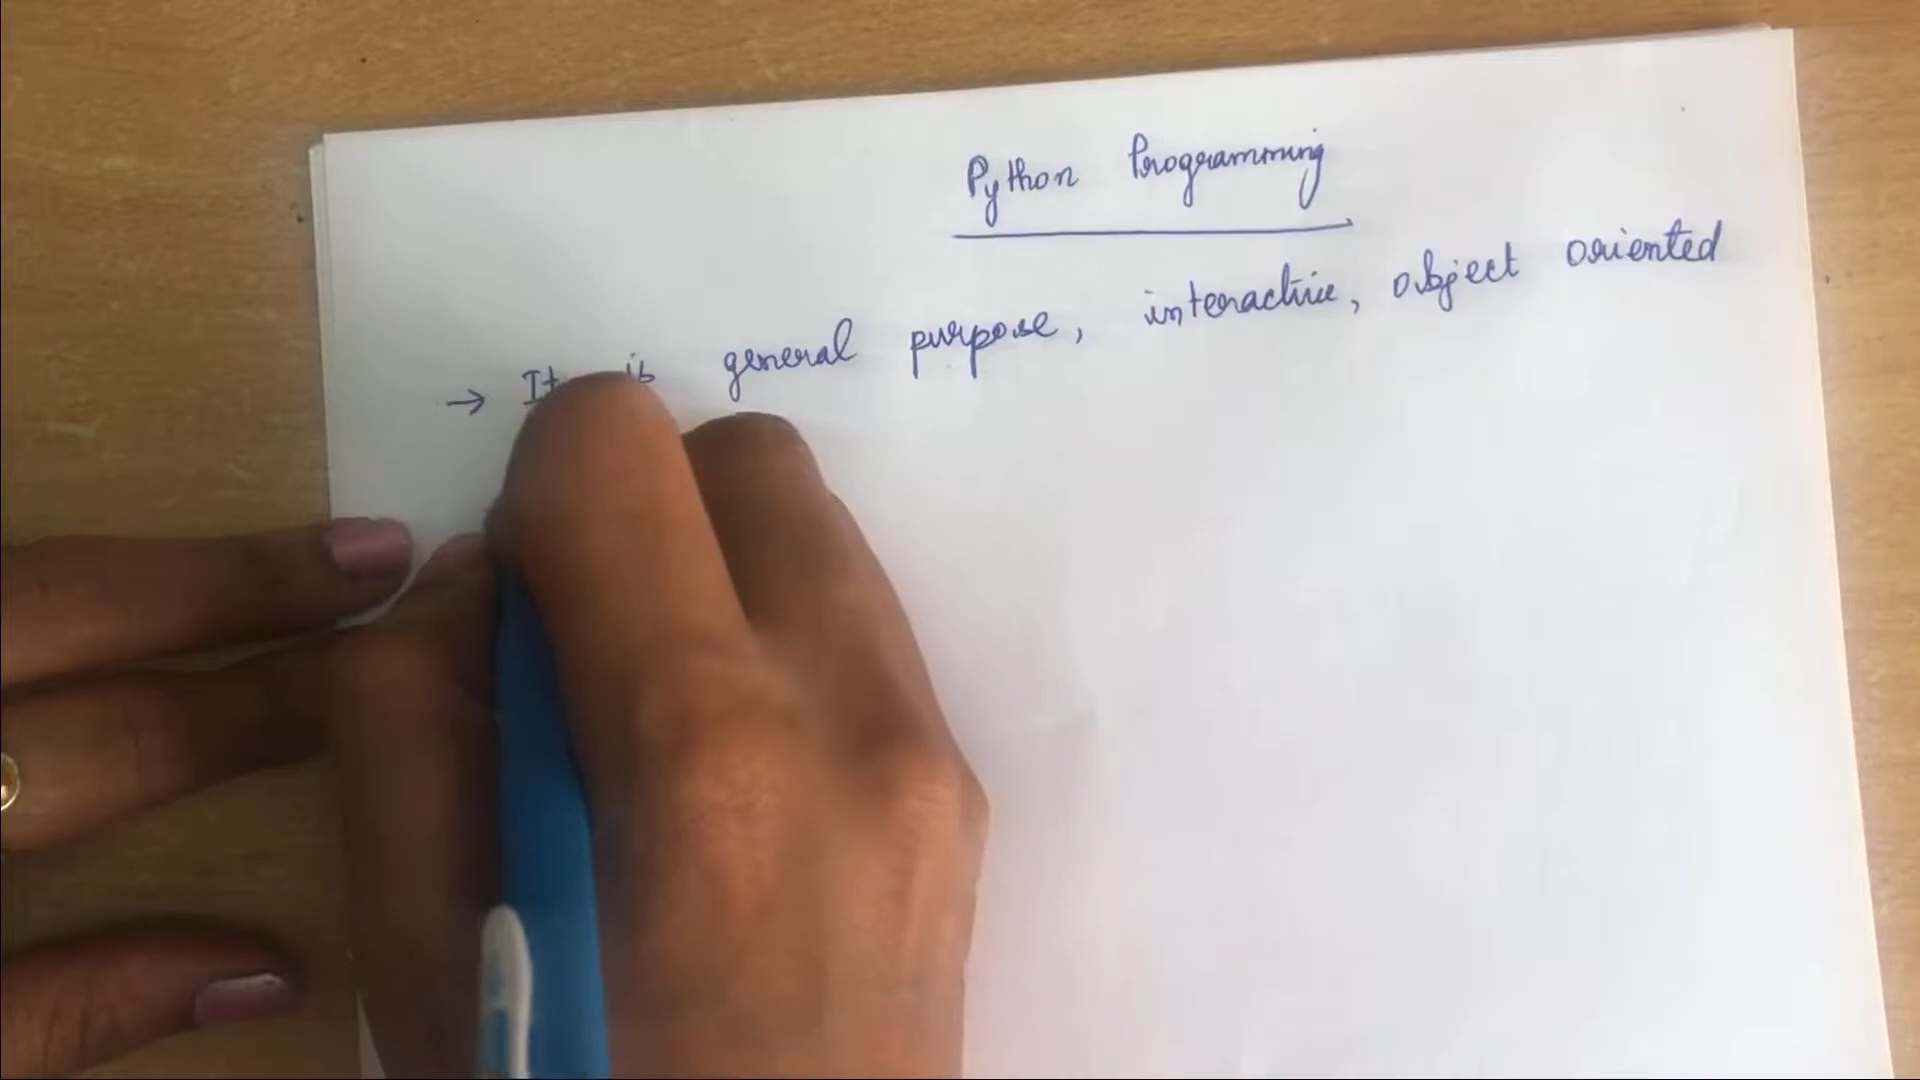 Python Programming
→ It is general purpose, interactive, object oriented